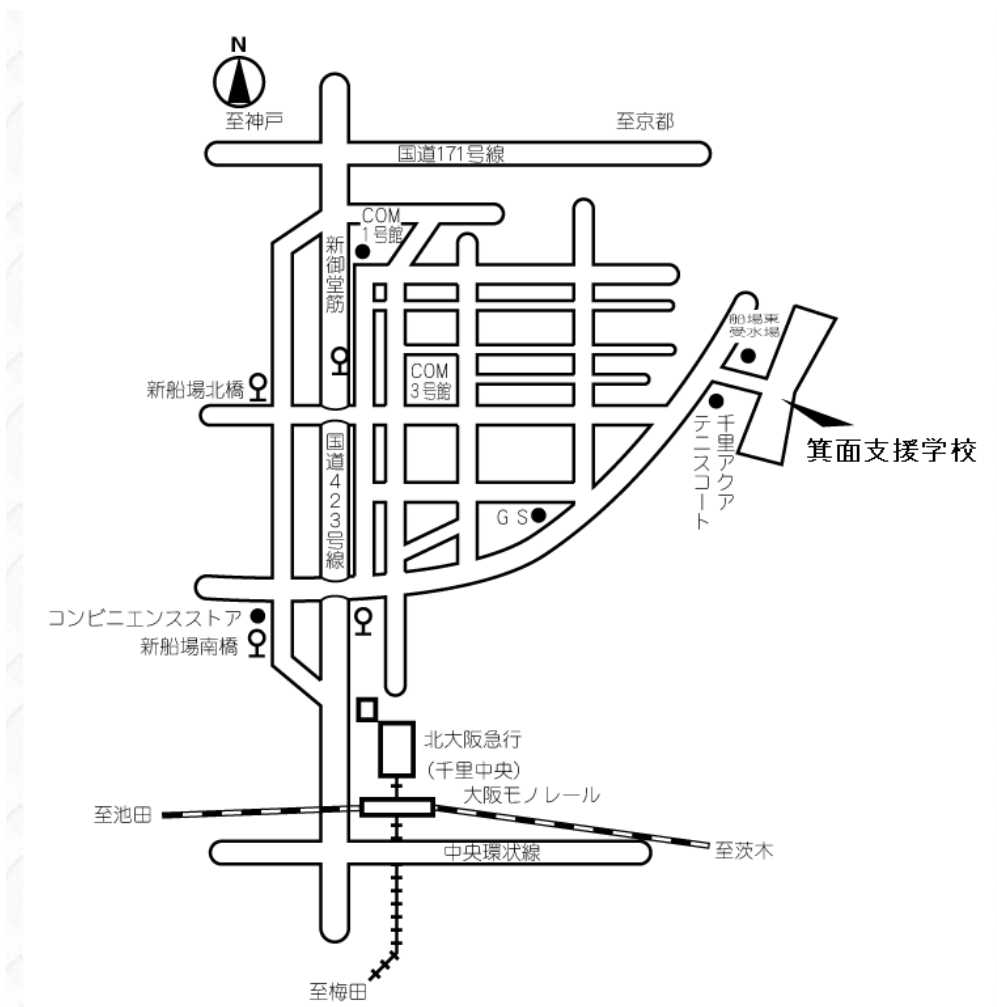 N
至神戸
至京都
国道171号線
COM
1号館
新御堂筋
船場東
受水場
新船場北橋
COM
3号館
箕面支援学校
千里アクア
テニスコート
国道423号線
GS
コンビニエンスストア
新船場南橋
北大阪急行
(千里中央)
大阪モノレール
至池田
中央環状線
至茨木
至梅田